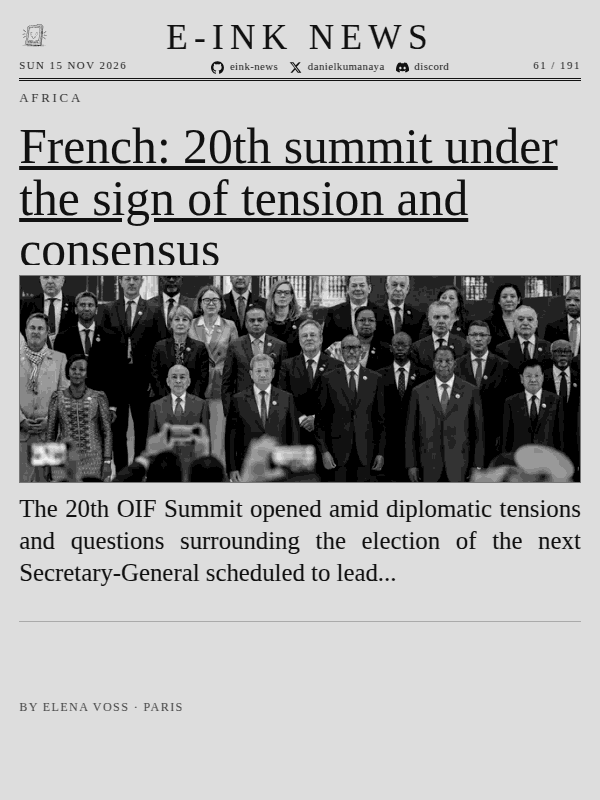 E-INK NEWS
SUN 15 NOV 2026
eink-news danielkumanaya discord
61 / 191
AFRICA
French: 20th summit under
the sign of tension and
consensus
The 20th OIF Summit opened amid diplomatic tensions
and questions surrounding the election of the next
Secretary-General scheduled to lead...
BY ELENA VOSS · PARIS